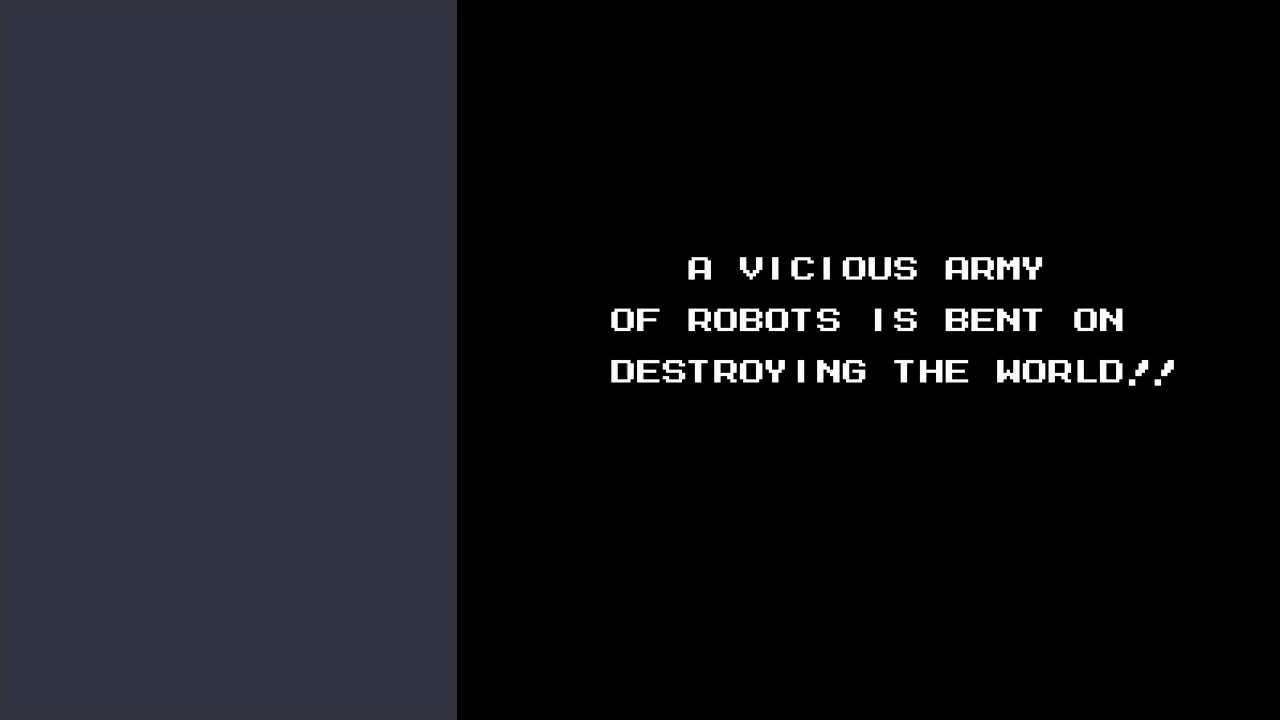 A VICIOUS ARMY
OF ROBOTS IS BENT ON
DESTROYING THE WORLD!!